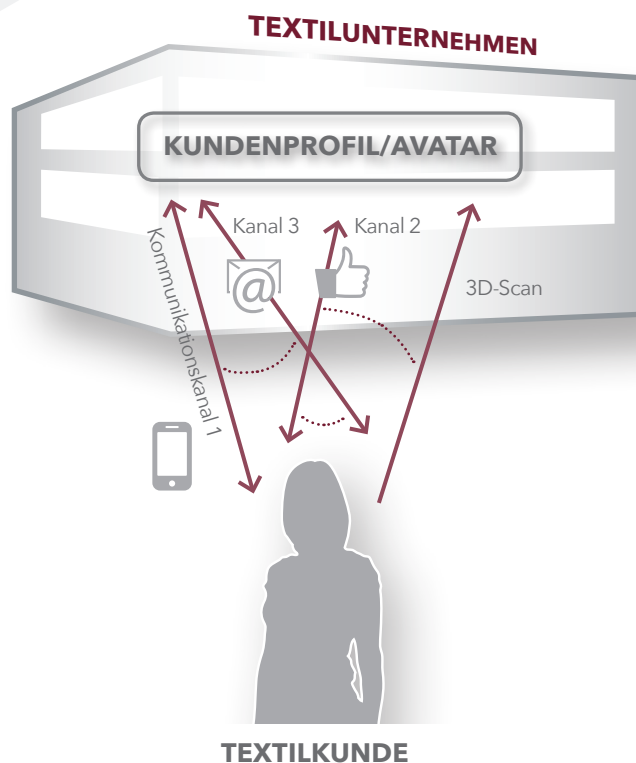 TEXTILUNTERNEHMEN
KUNDENPROFIL/AVATAR
Kommunikationskanal 1
Kanal 3
Kanal 2
@
3D-Scan
TEXTILKUNDE